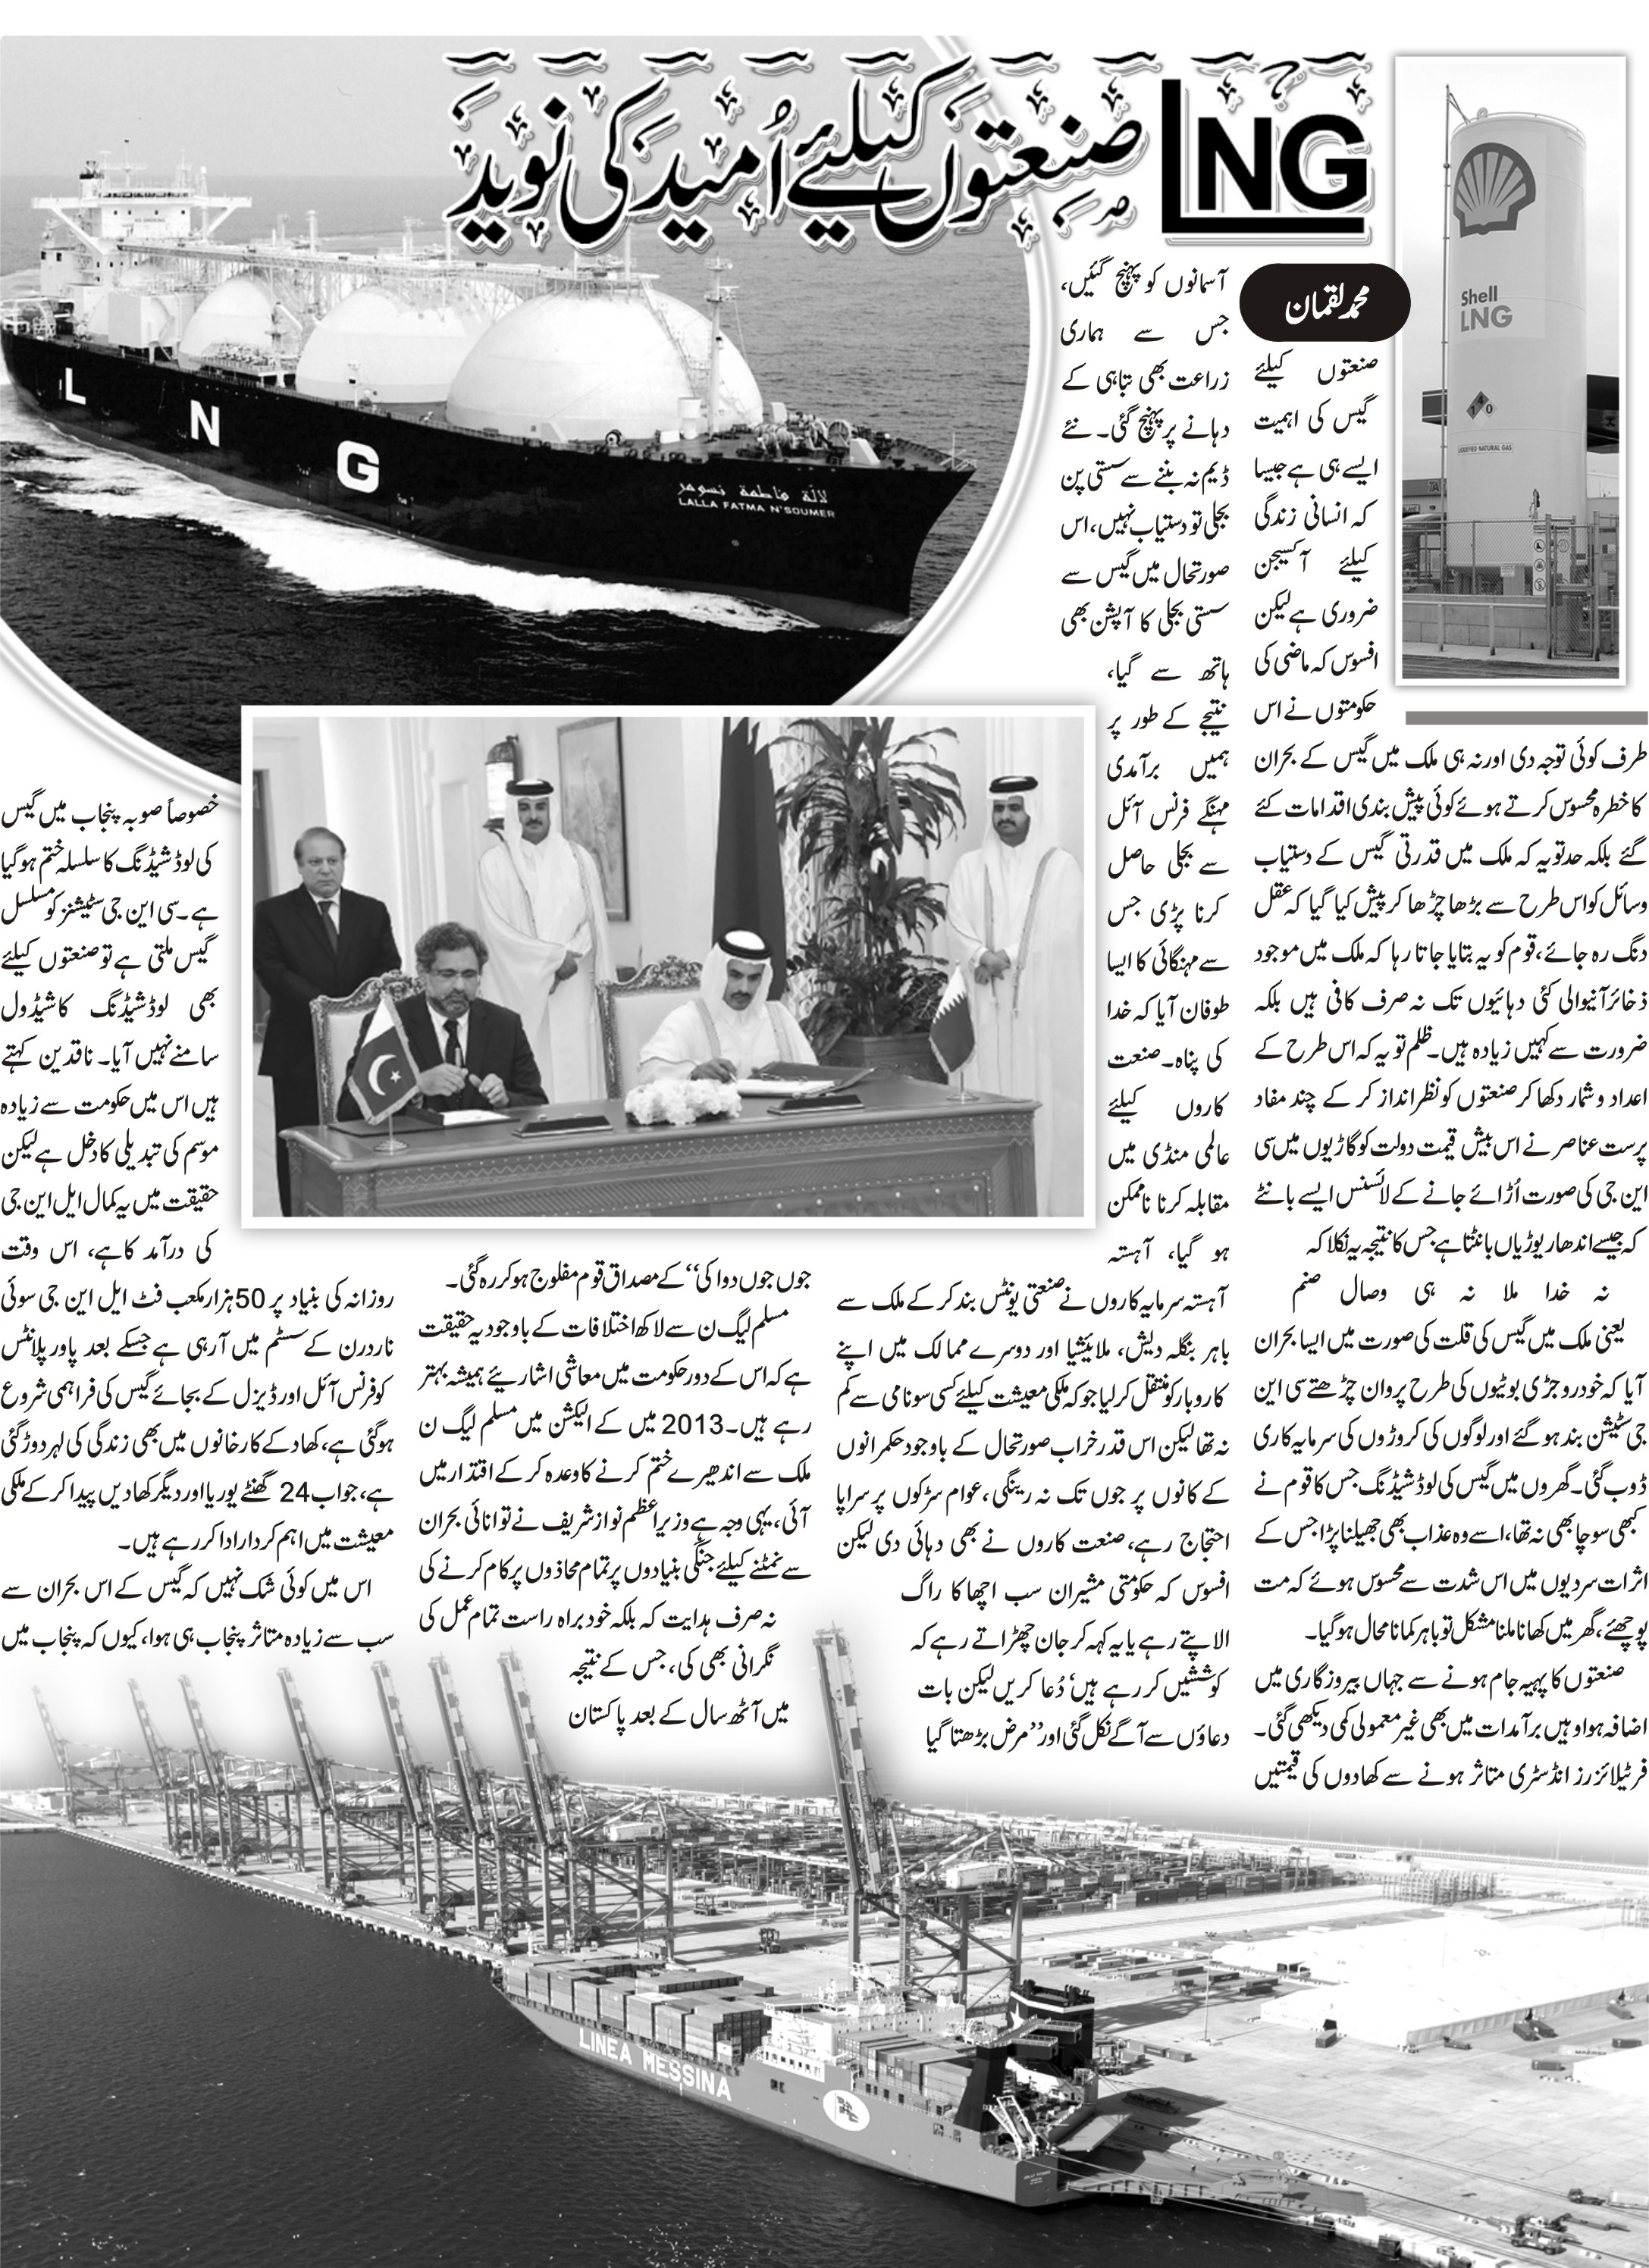 LNG صنعتوں کیلئے اُمید کی نوید
محمد لقمان
صنعتوں کیلئے
گیس کی اہمیت
ایسے ہی ہے جیسا
کہ انسانی زندگی
کیلئے آکسیجن
ضروری ہے لیکن
افسوس کہ ماضی کی
حکومتوں نے اس
طرف کوئی توجہ دی اور نہ ہی ملک میں گیس کے بحران
کا خطرہ محسوس کرتے ہوئے کوئی پیش بندی اقدامات کئے
گئے بلکہ حد تو یہ کہ ملک میں قدرتی گیس کے دستیاب
وسائل کو اس طرح سے بڑھا چڑھا کر پیش کیا گیا کہ عقل
دنگ رہ جائے، قوم کو یہ بتایا جاتا رہا کہ ملک میں موجود
ذخائر آنیوالی کئی دہائیوں تک نہ صرف کافی ہیں بلکہ
ضرورت سے کہیں زیادہ ہیں۔ ظلم تو یہ کہ اس طرح کے
اعداد و شمار دکھا کر صنعتوں کو نظر انداز کر کے چند مفاد
پرست عناصر نے اس بیش قیمت دولت کو گاڑیوں میں سی
این جی کی صورت اُڑائے جانے کے لائسنس ایسے بانٹے
کہ جیسے اندھا ریوڑیاں بانٹتا ہے جس کا نتیجہ یہ نکلا کہ
نہ خدا ملا نہ ہی وصال صنم
یعنی ملک میں گیس کی قلت کی صورت میں ایسا بحران
آیا کہ خودرو جڑی بوٹیوں کی طرح پروان چڑھتے سی این
جی سٹیشن بند ہو گئے اور لوگوں کی کروڑوں کی سرمایہ کاری
ڈوب گئی۔ گھروں میں گیس کی لوڈشیڈنگ جس کا قوم نے
کبھی سوچا بھی نہ تھا، اسے وہ عذاب بھی جھیلنا پڑا جس کے
اثرات سردیوں میں اس شدت سے محسوس ہوئے کہ مت
پوچھئے، گھر میں کھانا ملنا مشکل تو باہر کمانا محال ہو گیا۔
صنعتوں کا پہیہ جام ہونے سے جہاں بیروزگاری میں
اضافہ ہوا وہیں برآمدات میں بھی غیر معمولی کمی دیکھی گئی۔
فرٹیلائزرز انڈسٹری متاثر ہونے سے کھادوں کی قیمتیں
آسمانوں کو پہنچ گئیں،
جس سے ہماری
زراعت بھی تباہی کے
دہانے پر پہنچ گئی۔ نئے
ڈیم نہ بننے سے سستی پن
بجلی تو دستیاب نہیں، اس
صورتحال میں گیس سے
سستی بجلی کا آپشن بھی
ہاتھ سے گیا،
نتیجے کے طور پر
ہمیں برآمدی
مہنگے فرنس آئل
سے بجلی حاصل
کرنا پڑی جس
سے مہنگائی کا ایسا
طوفان آیا کہ خدا
کی پناہ۔ صنعت
کاروں کیلئے
عالمی منڈی میں
مقابلہ کرنا ناممکن
ہو گیا، آہستہ
آہستہ سرمایہ کاروں نے صنعتی یونٹس بند کر کے ملک سے
باہر بنگلہ دیش، ملائیشیا اور دوسرے ممالک میں اپنے
کاروبار کو منتقل کر لیا جو کہ ملکی معیشت کیلئے کسی سونامی سے کم
نہ تھا لیکن اس قدر خراب صورتحال کے باوجود حکمرانوں
کے کانوں پر جوں تک نہ رینگی، عوام سڑکوں پر سراپا
احتجاج رہے، صنعت کاروں نے بھی دہائی دی لیکن
افسوس کہ حکومتی مشیران سب اچھا کا راگ
الاپتے رہے یا یہ کہہ کر جان چھڑاتے رہے کہ
کوششیں کر رہے ہیں‘ دُعا کریں لیکن بات
دعاؤں سے آگے نکل گئی اور ’’مرض بڑھتا گیا
جوں جوں دوا کی‘‘ کے مصداق قوم مفلوج ہو کر رہ گئی۔
مسلم لیگ ن سے لاکھ اختلافات کے باوجود یہ حقیقت
ہے کہ اس کے دور حکومت میں معاشی اشاریئے ہمیشہ بہتر
رہے ہیں۔ 2013 میں کے الیکشن میں مسلم لیگ ن
ملک سے اندھیرے ختم کرنے کا وعدہ کر کے اقتدار میں
آئی، یہی وجہ ہے وزیراعظم نواز شریف نے توانائی بحران
سے نمٹنے کیلئے جنگی بنیادوں پر تمام محاذوں پر کام کرنے کی
نہ صرف ہدایت کہ بلکہ خود براہ راست تمام عمل کی
نگرانی بھی کی، جس کے نتیجہ
میں آٹھ سال کے بعد پاکستان
خصوصاً صوبہ پنجاب میں گیس
کی لوڈشیڈنگ کا سلسلہ ختم ہو گیا
ہے۔ سی این جی سٹیشنز کو مسلسل
گیس ملتی ہے تو صنعتوں کیلئے
بھی لوڈشیڈنگ کا شیڈول
سامنے نہیں آیا۔ ناقدین کہتے
ہیں اس میں حکومت سے زیادہ
موسم کی تبدیلی کا دخل ہے لیکن
حقیقت میں یہ کمال ایل این جی
کی درآمد کا ہے، اس وقت
روزانہ کی بنیاد پر 50 ہزار مکعب فٹ ایل این جی سوئی
ناردرن کے سسٹم میں آرہی ہے جسکے بعد پاور پلانٹس
کو فرنس آئل اور ڈیزل کے بجائے گیس کی فراہمی شروع
ہو گئی ہے، کھاد کے کارخانوں میں بھی زندگی کی لہر دوڑ گئی
ہے، جو اب 24 گھنٹے یوریا اور دیگر کھادیں پیدا کر کے ملکی
معیشت میں اہم کردار ادا کر رہے ہیں۔
اس میں کوئی شک نہیں کہ گیس کے اس بحران سے
سب سے زیادہ متاثر پنجاب ہی ہوا، کیوں کہ پنجاب میں
Shell
LNG
LIQUEFIED NATURAL GAS
L N G
لالة فاطمة نسومر
LALLA FATMA N'SOUMER
LINEA MESSINA